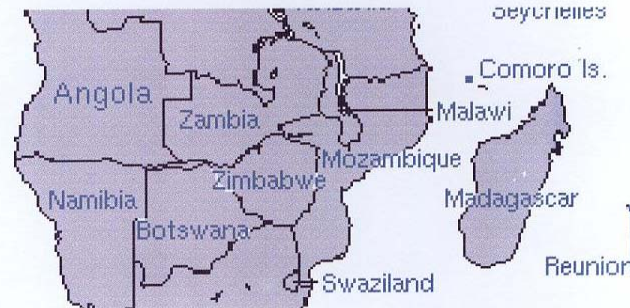 Seychelles
Comoro Is.
Angola
Malawi
Zambia
Mozambique
Zimbabwe
Namibia
Madagascar
Botswana
Reunion
Swaziland